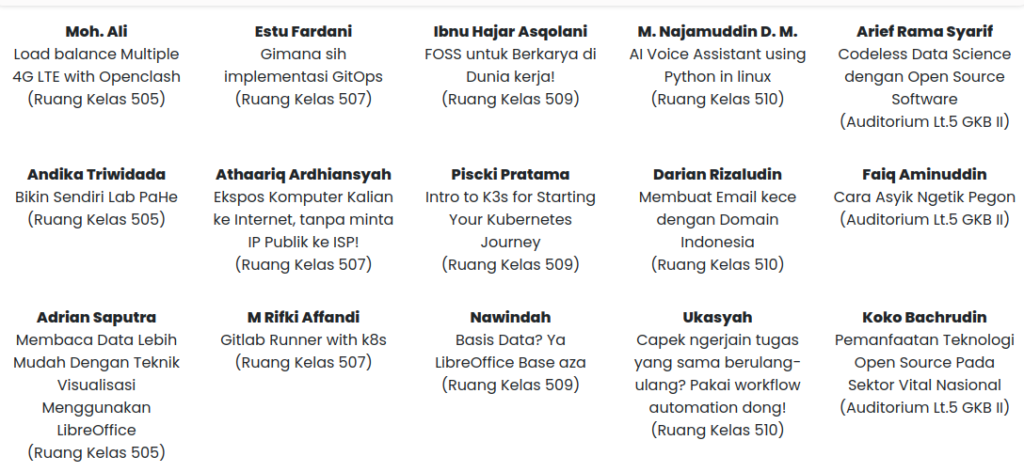 Moh. Ali
Load balance Multiple
4G LTE with Openclash
(Ruang Kelas 505)
Estu Fardani
Gimana sih
implementasi GitOps
(Ruang Kelas 507)
Ibnu Hajar Asqolani
FOSS untuk Berkarya di
Dunia kerja!
(Ruang Kelas 509)
M. Najamuddin D. M.
AI Voice Assistant using
Python in linux
(Ruang Kelas 510)
Arief Rama Syarif
Codeless Data Science
dengan Open Source
Software
(Auditorium Lt.5 GKB II)
Andika Triwidada
Bikin Sendiri Lab PaHe
(Ruang Kelas 505)
Athaariq Ardhiansyah
Ekspos Komputer Kalian
ke Internet, tanpa minta
IP Publik ke ISP!
(Ruang Kelas 507)
Piscki Pratama
Intro to K3s for Starting
Your Kubernetes
Journey
(Ruang Kelas 509)
Darian Rizaludin
Membuat Email kece
dengan Domain
Indonesia
(Ruang Kelas 510)
Faiq Aminuddin
Cara Asyik Ngetik Pegon
(Auditorium Lt.5 GKB II)
Adrian Saputra
Membaca Data Lebih
Mudah Dengan Teknik
Visualisasi
Menggunakan
LibreOffice
(Ruang Kelas 505)
M Rifki Affandi
Gitlab Runner with k8s
(Ruang Kelas 507)
Nawindah
Basis Data? Ya
LibreOffice Base aza
(Ruang Kelas 509)
Ukasyah
Capek ngerjain tugas
yang sama berulang-
ulang? Pakai workflow
automation dong!
(Ruang Kelas 510)
Koko Bachrudin
Pemanfaatan Teknologi
Open Source Pada
Sektor Vital Nasional
(Auditorium Lt.5 GKB II)